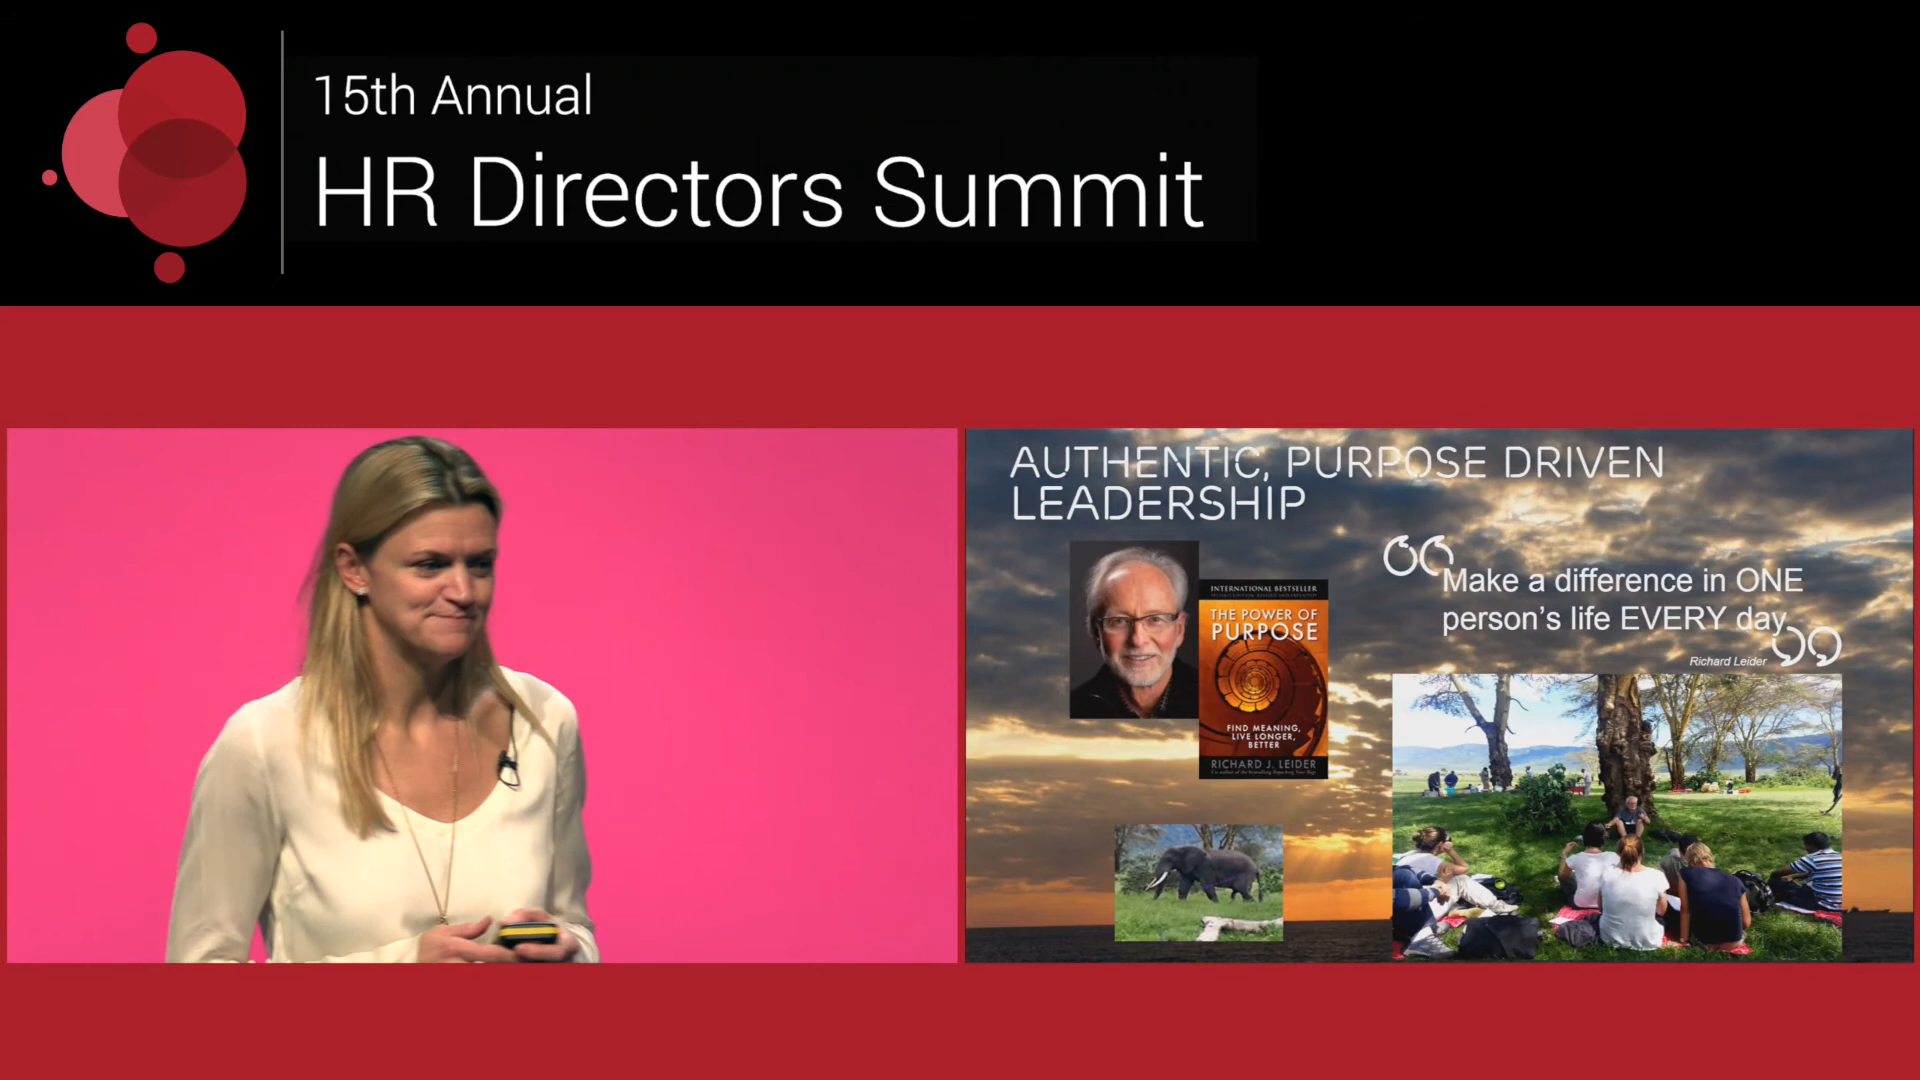 15th Annual
HR Directors Summit
AUTHENTIC, PURPOSE DRIVEN
LEADERSHIP
INTERNATIONAL BESTSELLER
THE POWER OF
PURPOSE
FIND MEANING,
LIVE LONGER,
BETTER
RICHARD J. LEIDER
“Make a difference in ONE
person’s life EVERY day”
Richard Leider